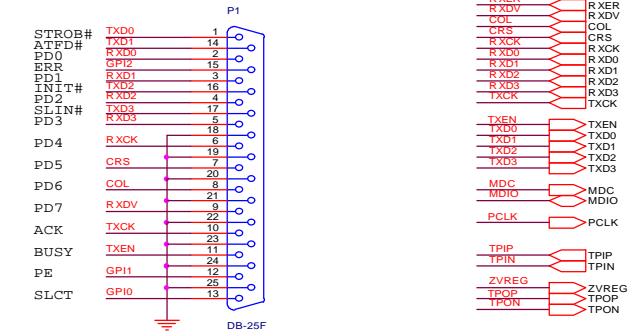 P1
STROB# TXD0 1
ATFD# TXD1 14
PD0 RXD0 2
ERR GPI2 15
PD1 RXD1 3
INIT# TXD2 16
PD2 RXD2 4
SLIN# TXD3 17
PD3 RXD3 5
18
PD4 RXCK 6
19
PD5 CRS 7
20
PD6 COL 8
21
PD7 RXDV 9
22
ACK TXCK 10
23
BUSY TXEN 11
24
PE GPI1 12
25
SLCT GPI0 13
DB-25F
RXER RXER
RXDV RXDV
COL COL
CRS CRS
RXCK RXCK
RXD0 RXD0
RXD1 RXD1
RXD2 RXD2
RXD3 RXD3
TXCK TXCK
TXEN TXEN
TXD0 TXD0
TXD1 TXD1
TXD2 TXD2
TXD3 TXD3
MDC MDC
MDIO MDIO
PCLK PCLK
TPIP TPIP
TPIN TPIN
ZVREG ZVREG
TPOP TPOP
TPON TPON